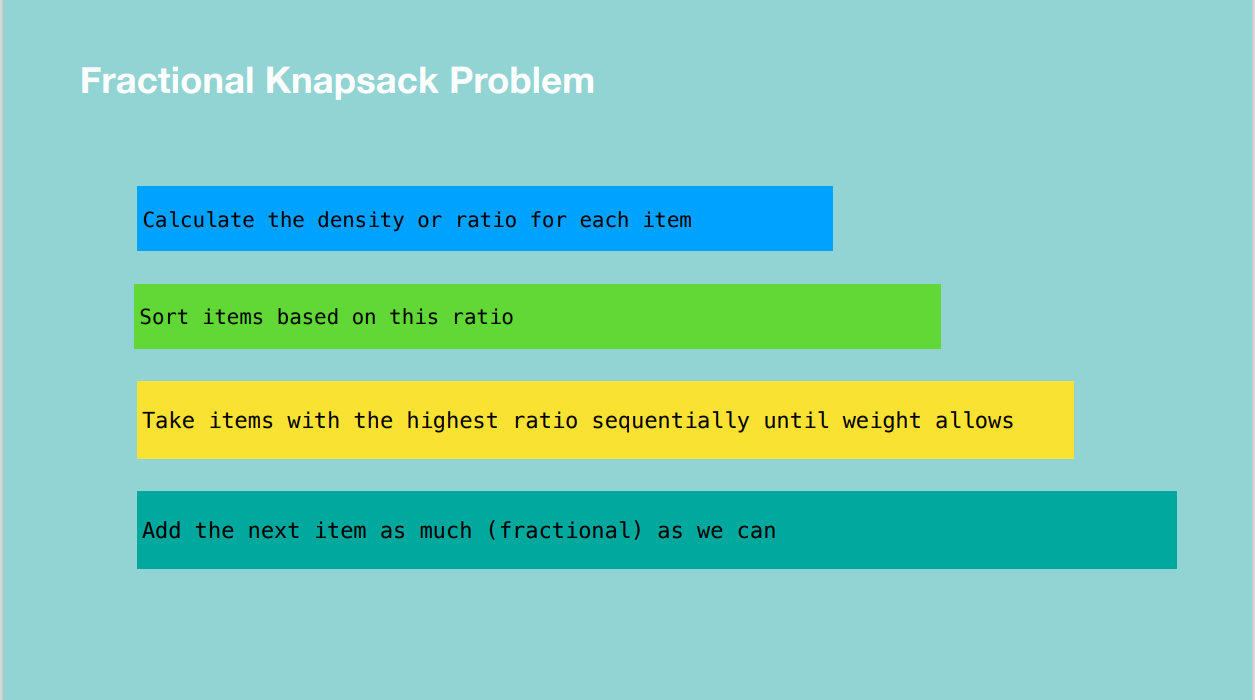 Fractional Knapsack Problem
Calculate the density or ratio for each item
Sort items based on this ratio
Take items with the highest ratio sequentially until weight allows
Add the next item as much (fractional) as we can